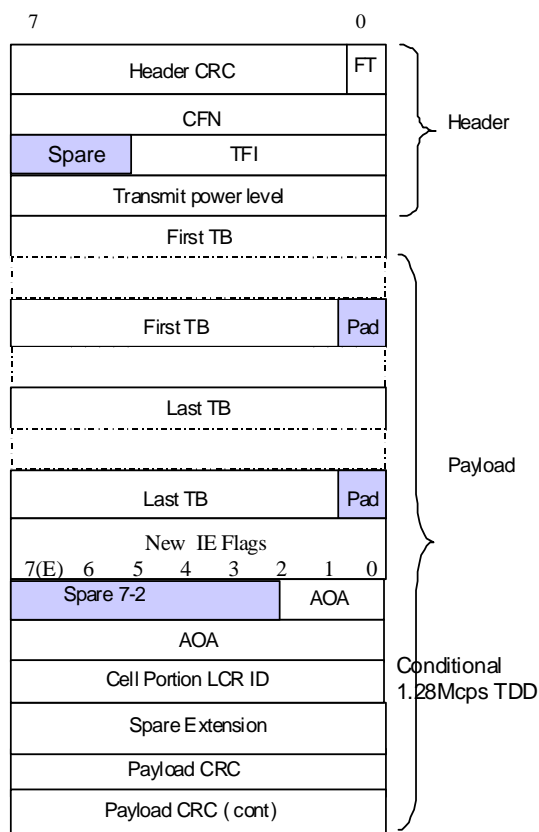 7 0
Header CRC FT
CFN
Header
Spare TFI
Transmit power level
First TB
First TB Pad
Last TB
Payload
Last TB Pad
New IE Flags
7(E) 6 5 4 3 2 1 0
Spare 7-2 AOA
AOA
Conditional
Cell Portion LCR ID
1.28Mcps TDD
Spare Extension
Payload CRC
Payload CRC ( cont)